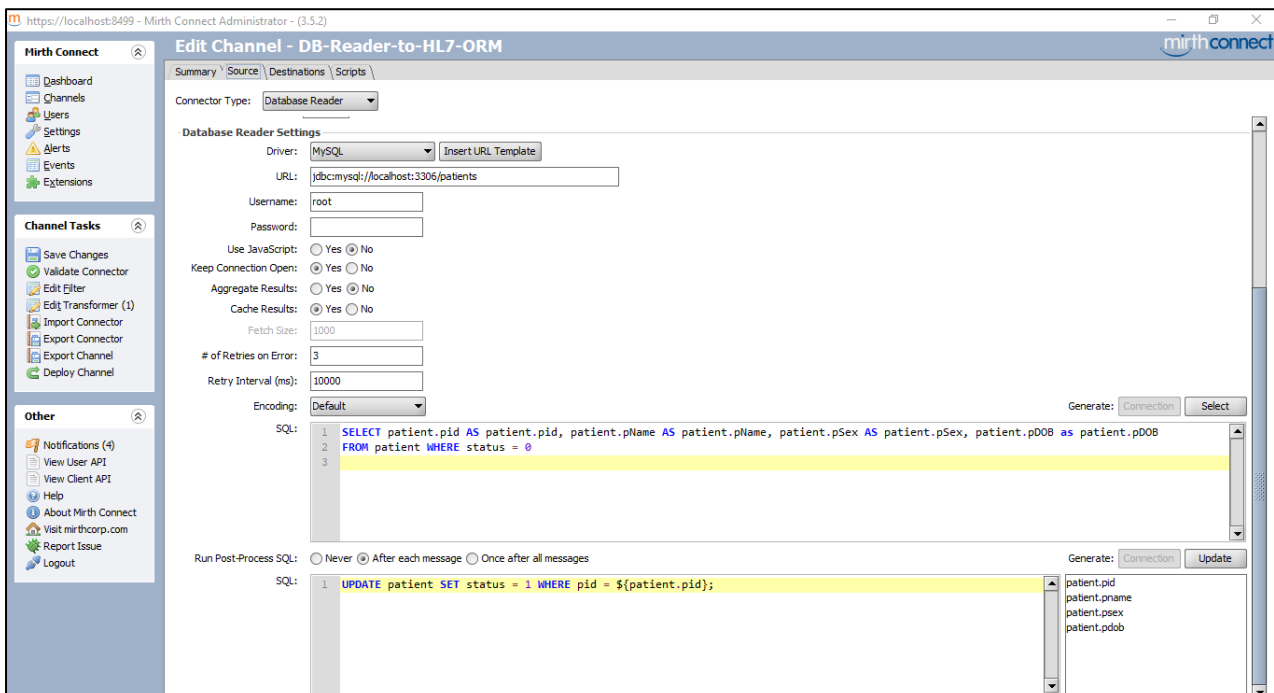 https://localhost:8499 - Mirth Connect Administrator - (3.5.2)
Mirth Connect
Dashboard
Channels
Users
Settings
Alerts
Events
Extensions
Channel Tasks
Save Changes
Validate Connector
Edit Filter
Edit Transformer (1)
Import Connector
Export Connector
Export Channel
Deploy Channel
Other
Notifications (4)
View User API
View Client API
Help
About Mirth Connect
Visit mirthcorp.com
Report Issue
Logout
Edit Channel - DB-Reader-to-HL7-ORM
mirthconnect
Summary Source Destinations Scripts
Connector Type: Database Reader
Database Reader Settings
Driver: MySQL Insert URL Template
URL: jdbc:mysql://localhost:3306/patients
Username: root
Password:
Use JavaScript: Yes No
Keep Connection Open: Yes No
Aggregate Results: Yes No
Cache Results: Yes No
Fetch Size: 1000
# of Retries on Error: 3
Retry Interval (ms): 10000
Encoding: Default Generate: Connection Select
SQL:
1 SELECT patient.pid AS patient.pid, patient.pName AS patient.pName, patient.pSex AS patient.pSex, patient.pDOB as patient.pDOB
2 FROM patient WHERE status = 0
3
Run Post-Process SQL: Never After each message Once after all messages Generate: Connection Update
SQL:
1 UPDATE patient SET status = 1 WHERE pid = ${patient.pid};
patient.pid
patient.pname
patient.psex
patient.pdob